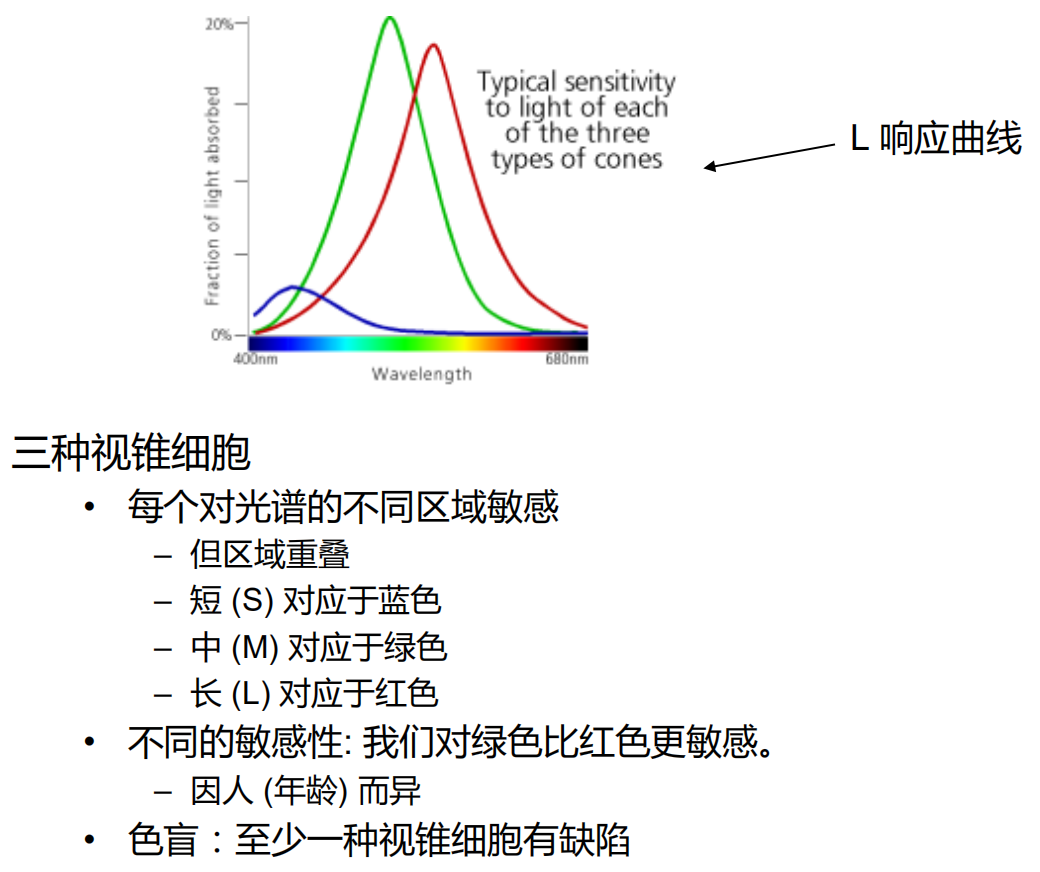 20%
Typical sensitivity
to light of each
of the three
types of cones
L 响应曲线
Fraction of light absorbed
0%
400nm
680nm
Wavelength
三种视锥细胞
• 每个对光谱的不同区域敏感
– 但区域重叠
– 短 (S) 对应于蓝色
– 中 (M) 对应于绿色
– 长 (L) 对应于红色
• 不同的敏感性: 我们对绿色比红色更敏感。
– 因人 (年龄) 而异
• 色盲：至少一种视锥细胞有缺陷